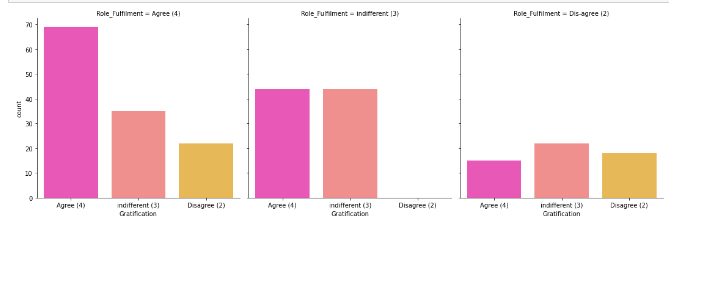 Role_Fulfilment = Agree (4)
Role_Fulfilment = indifferent (3)
Role_Fulfilment = Dis-agree (2)
70
60
50
40
30
20
10
0
count
Agree (4) indifferent (3) Disagree (2)
Gratification
Agree (4) indifferent (3) Disagree (2)
Gratification
Agree (4) indifferent (3) Disagree (2)
Gratification